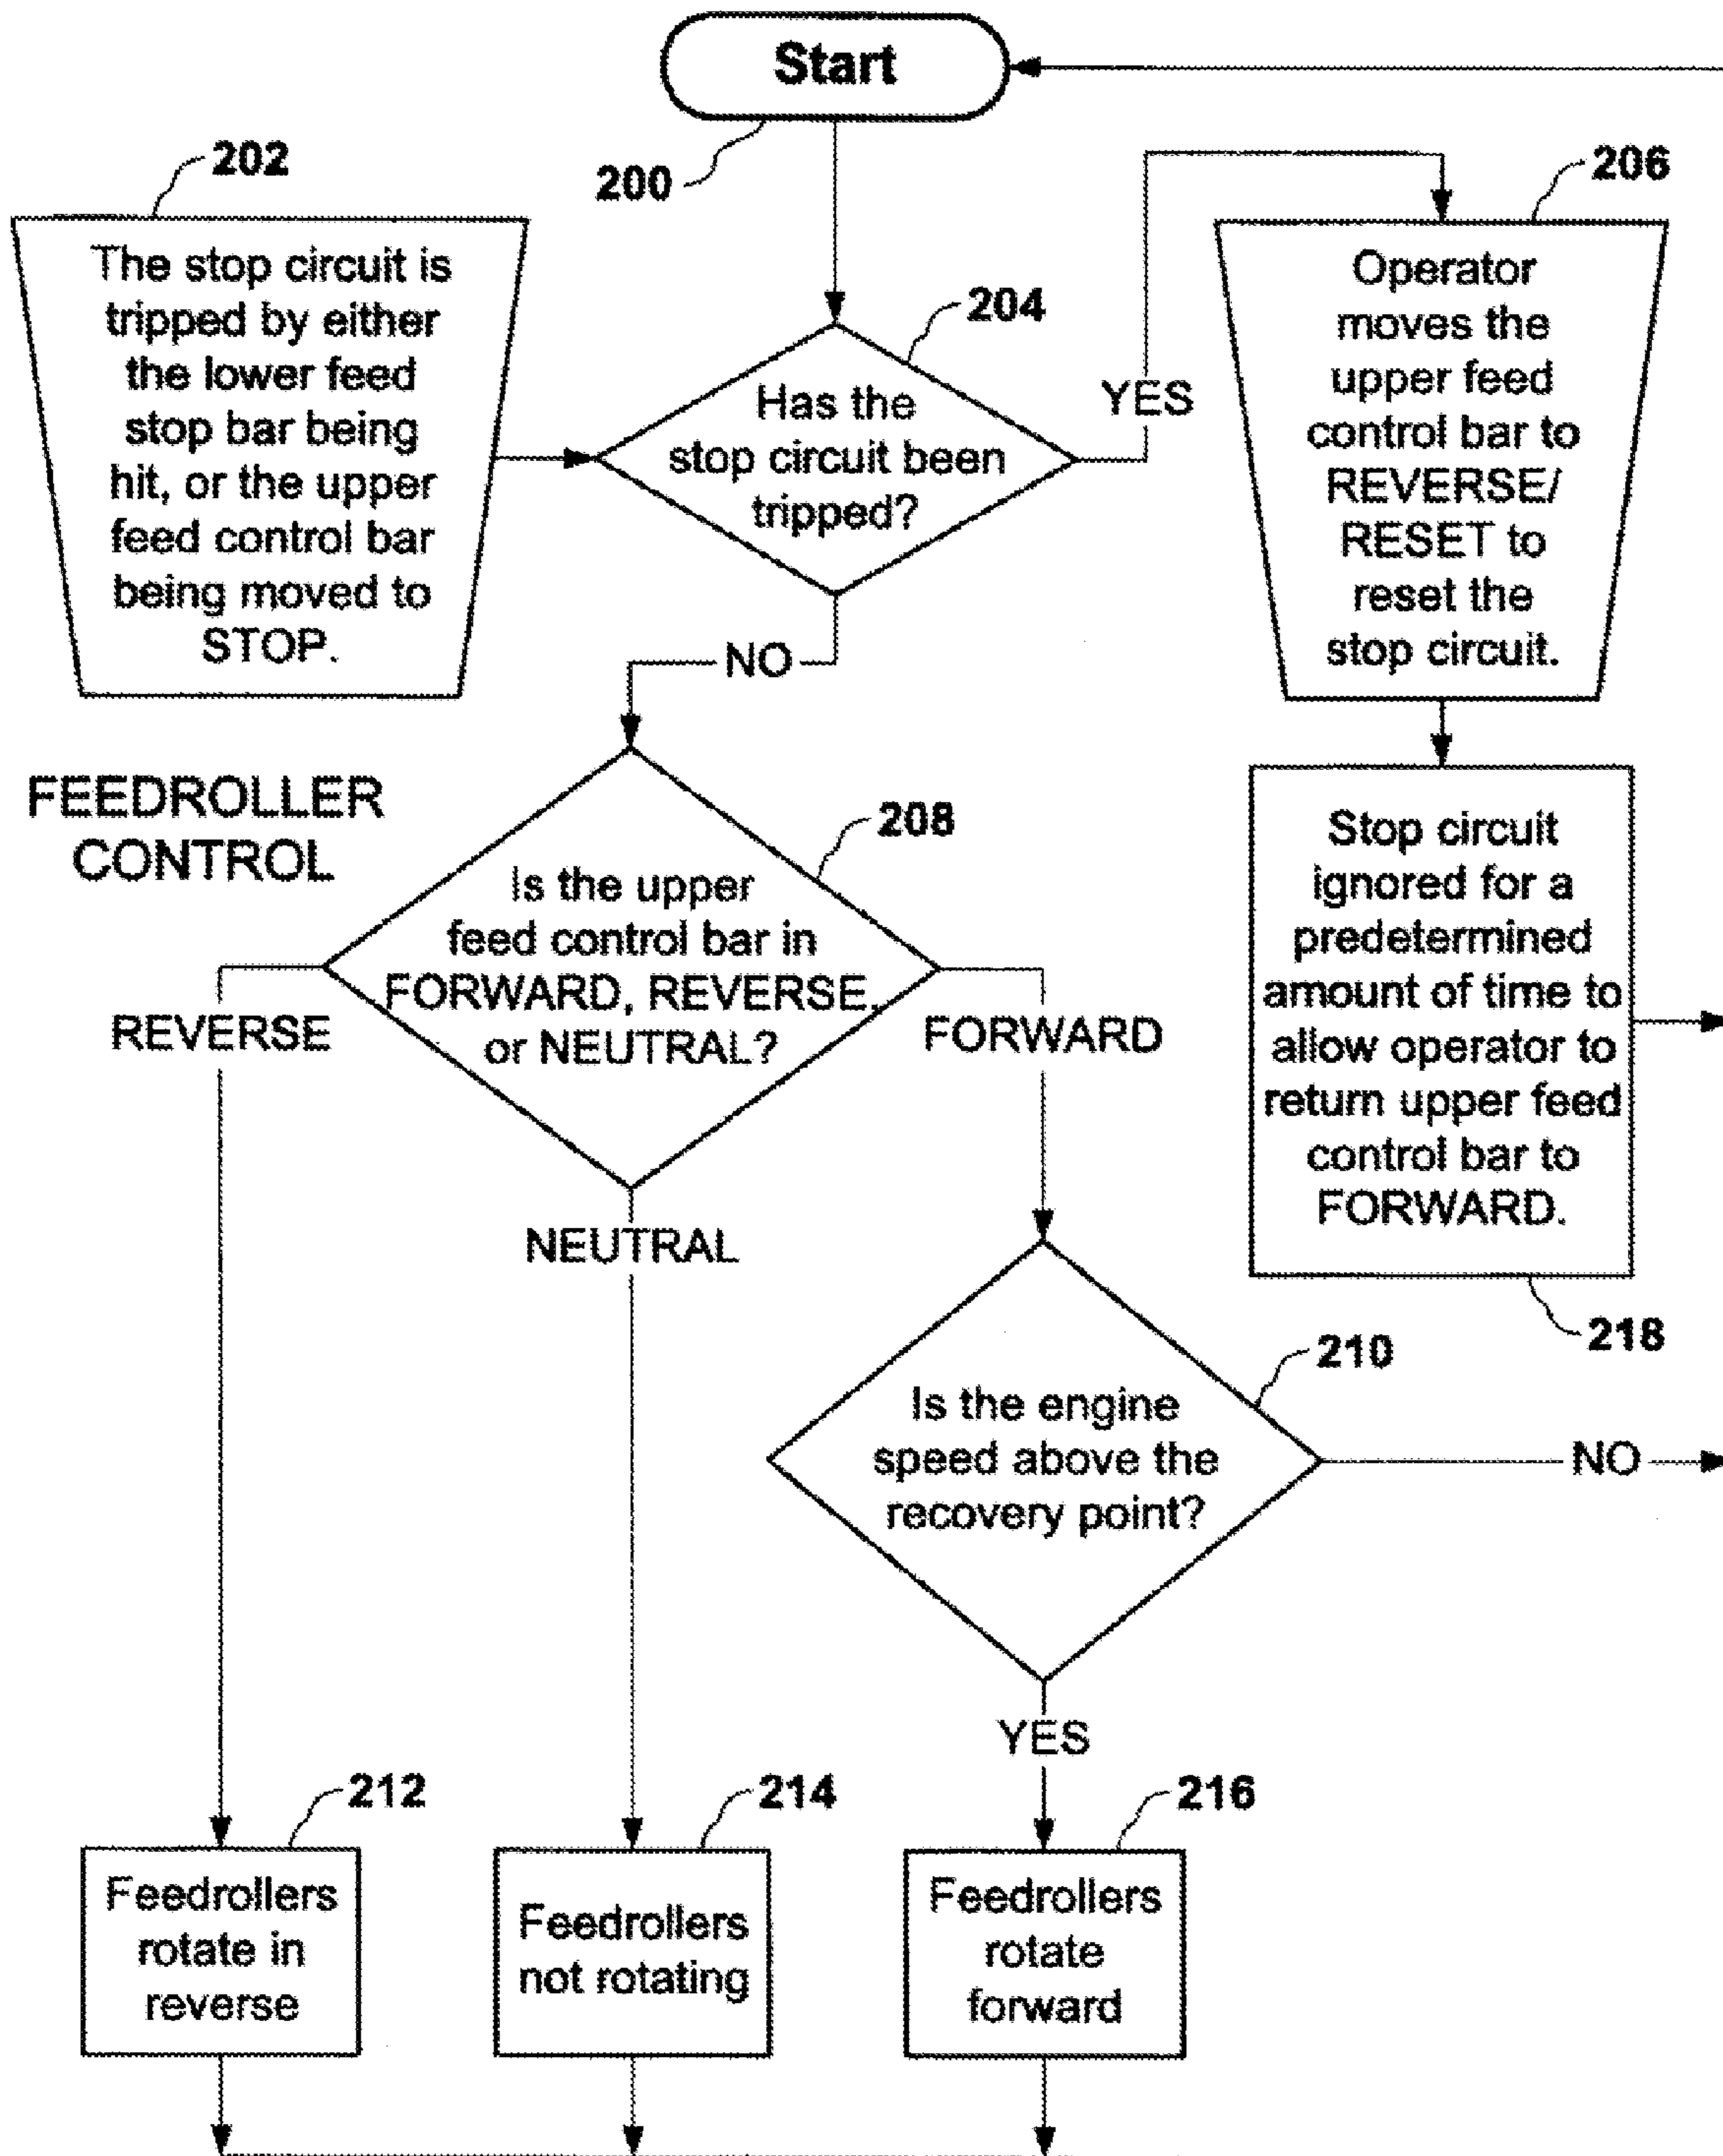 Start
200
202
The stop circuit is
tripped by either
the lower feed
stop bar being
hit, or the upper
feed control bar
being moved to
STOP.
204
Has the
stop circuit been
tripped?
YES
206
Operator
moves the
upper feed
control bar to
REVERSE/
RESET to
reset the
stop circuit.
NO
FEEDROLLER
CONTROL
208
Is the upper
feed control bar in
FORWARD, REVERSE,
or NEUTRAL?
REVERSE
FORWARD
NEUTRAL
Stop circuit
ignored for a
predetermined
amount of time to
allow operator to
return upper feed
control bar to
FORWARD.
218
210
Is the engine
speed above the
recovery point?
NO
YES
212
Feedrollers
rotate in
reverse
214
Feedrollers
not rotating
216
Feedrollers
rotate
forward